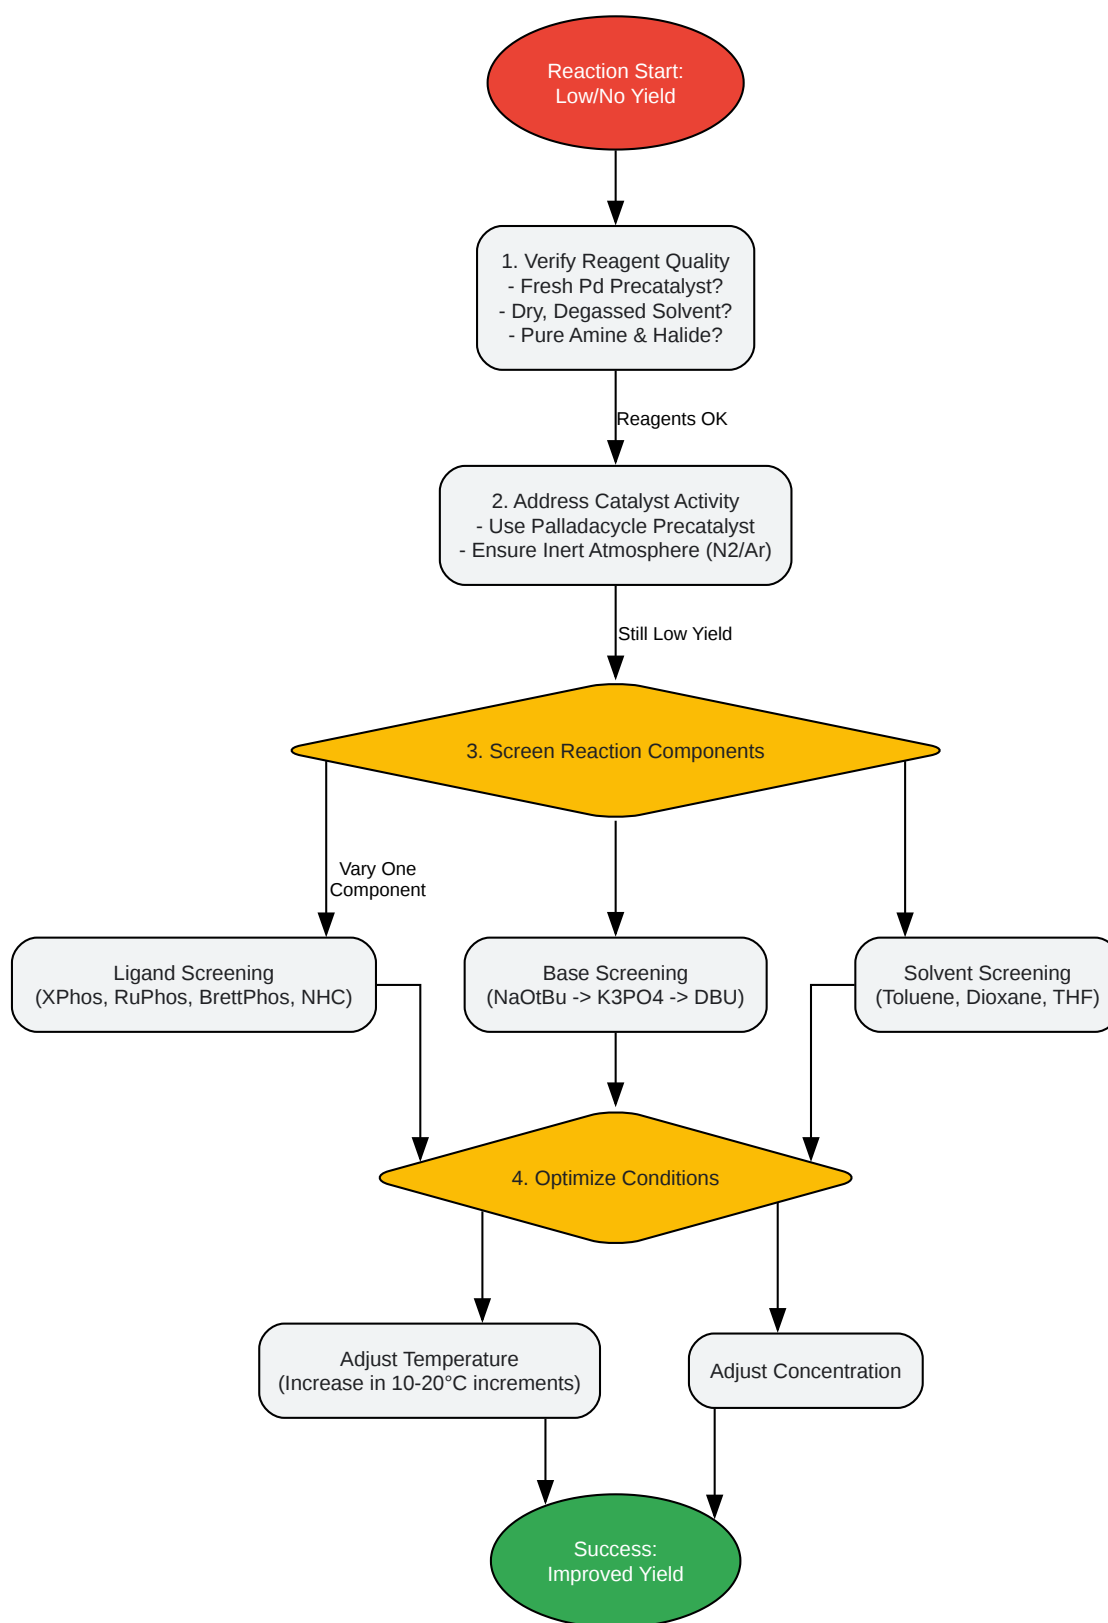 Reaction Start:
Low/No Yield
1. Verify Reagent Quality
- Fresh Pd Precatalyst?
- Dry, Degassed Solvent?
- Pure Amine & Halide?
Reagents OK
2. Address Catalyst Activity
- Use Palladacycle Precatalyst
- Ensure Inert Atmosphere (N2/Ar)
Still Low Yield
3. Screen Reaction Components
Vary One
Component
Ligand Screening
(XPhos, RuPhos, BrettPhos, NHC)
Base Screening
(NaOtBu -> K3PO4 -> DBU)
Solvent Screening
(Toluene, Dioxane, THF)
4. Optimize Conditions
Adjust Temperature
(Increase in 10-20°C increments)
Adjust Concentration
Success:
Improved Yield